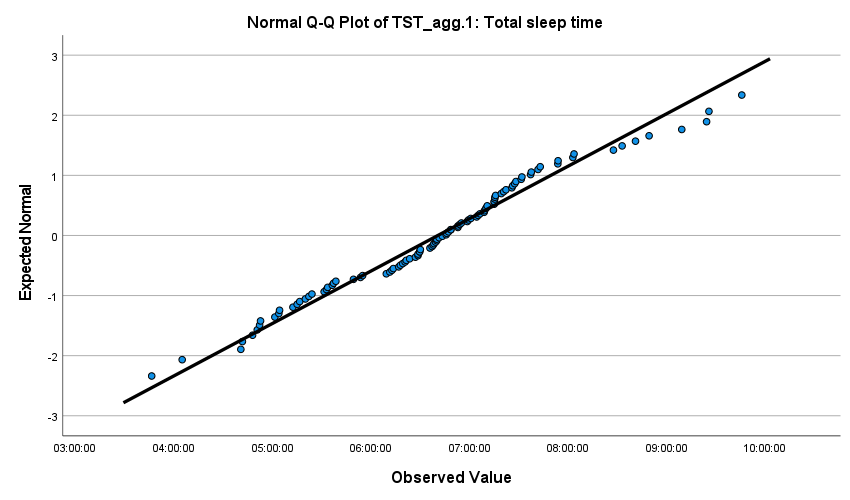 Normal Q-Q Plot of TST_agg.1: Total sleep time
3
2
1
0
-1
-2
-3
Expected Normal
03:00:00 04:00:00 05:00:00 06:00:00 07:00:00 08:00:00 09:00:00 10:00:00
Observed Value